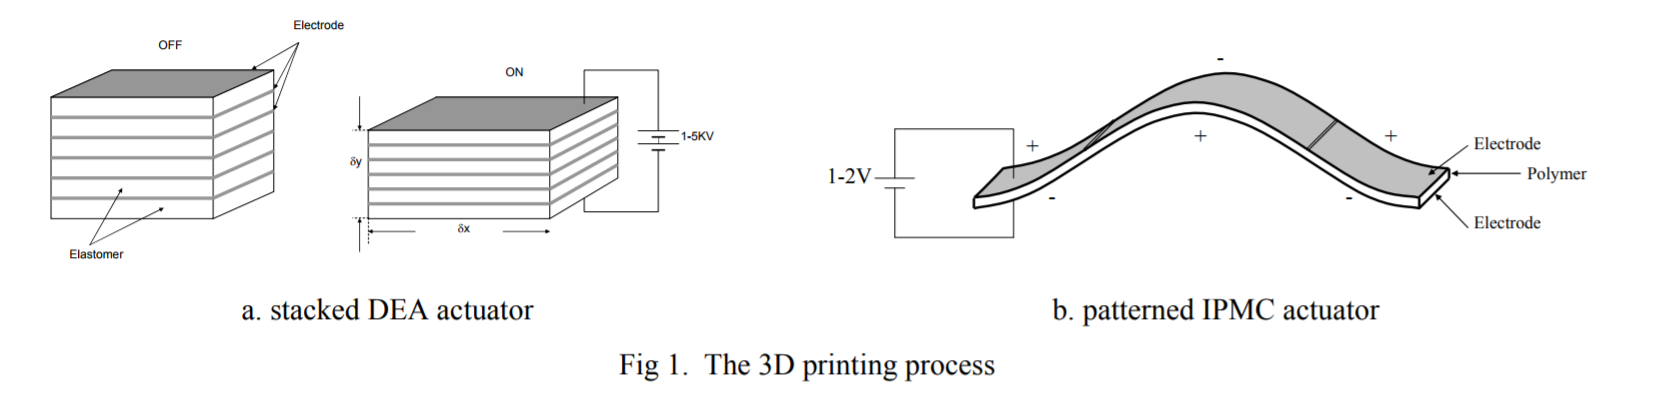 Electrode
OFF
ON
1-5KV
δy
δx
Elastomer
a. stacked DEA actuator
-
+
+
+
1-2V
-
-
Electrode
Polymer
Electrode
b. patterned IPMC actuator
Fig 1. The 3D printing process